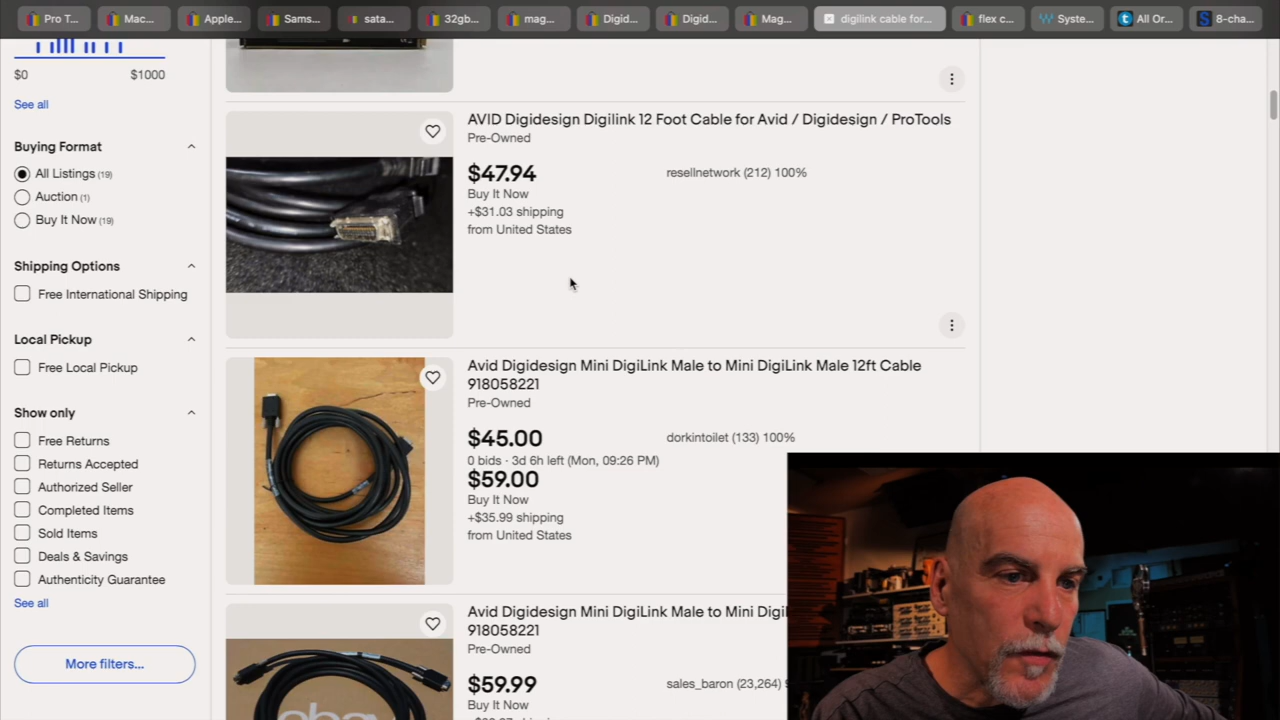 Pro T...
Mac...
Apple...
Sams...
sata...
32gb...
mag...
Digid...
Digid...
Mag...
digilink cable for...
flex c...
Syste...
All Or...
8-cha...
$0
$1000
See all
Buying Format
All Listings (19)
Auction (1)
Buy It Now (19)
Shipping Options
Free International Shipping
Local Pickup
Free Local Pickup
Show only
Free Returns
Returns Accepted
Authorized Seller
Completed Items
Sold Items
Deals & Savings
Authenticity Guarantee
See all
More filters...
AVID Digidesign Digilink 12 Foot Cable for Avid / Digidesign / ProTools
Pre-Owned
$47.94
resellnetwork (212) 100%
Buy It Now
+$31.03 shipping
from United States
Avid Digidesign Mini DigiLink Male to Mini DigiLink Male 12ft Cable
918058221
Pre-Owned
$45.00
dorkintoilet (133) 100%
0 bids · 3d 6h left (Mon, 09:26 PM)
$59.00
Buy It Now
+$35.99 shipping
from United States
Avid Digidesign Mini DigiLink Male to Mini Digi
918058221
Pre-Owned
$59.99
sales_baron (23,264)
Buy It Now
ebay